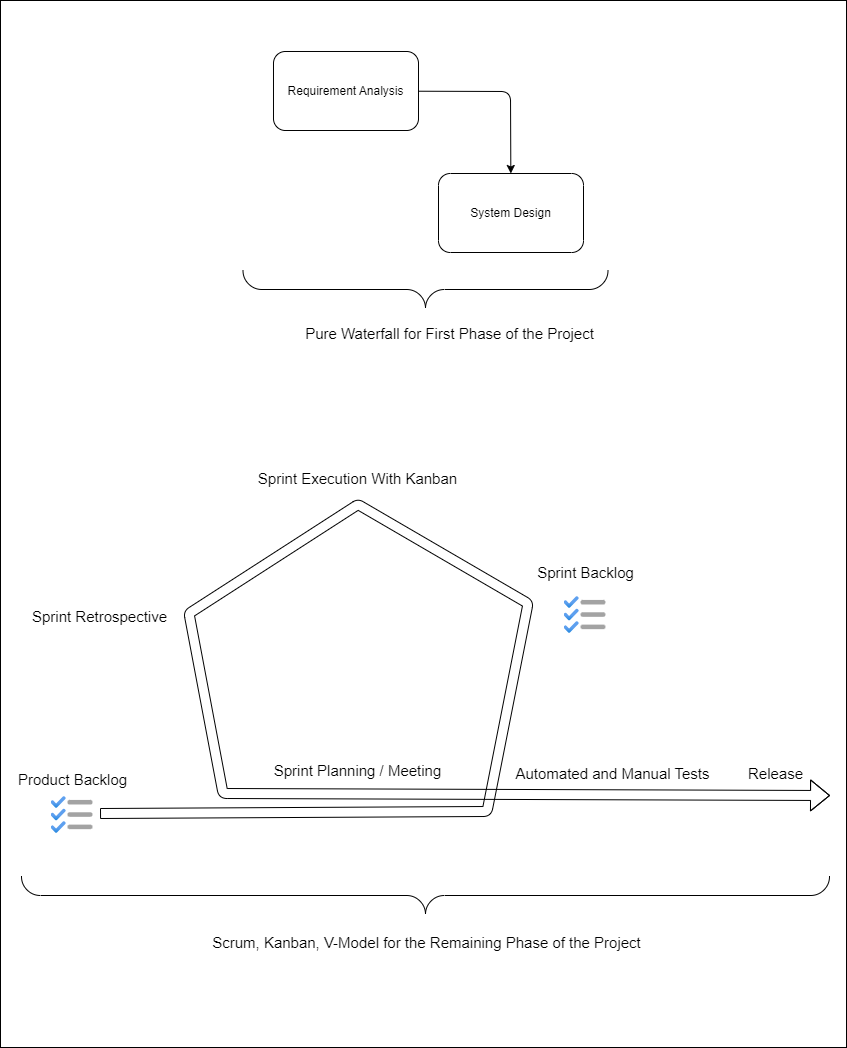 Requirement Analysis
System Design
Pure Waterfall for First Phase of the Project
Sprint Execution With Kanban
Sprint Backlog
Sprint Retrospective
Sprint Planning / Meeting
Automated and Manual Tests
Release
Product Backlog
Scrum, Kanban, V-Model for the Remaining Phase of the Project